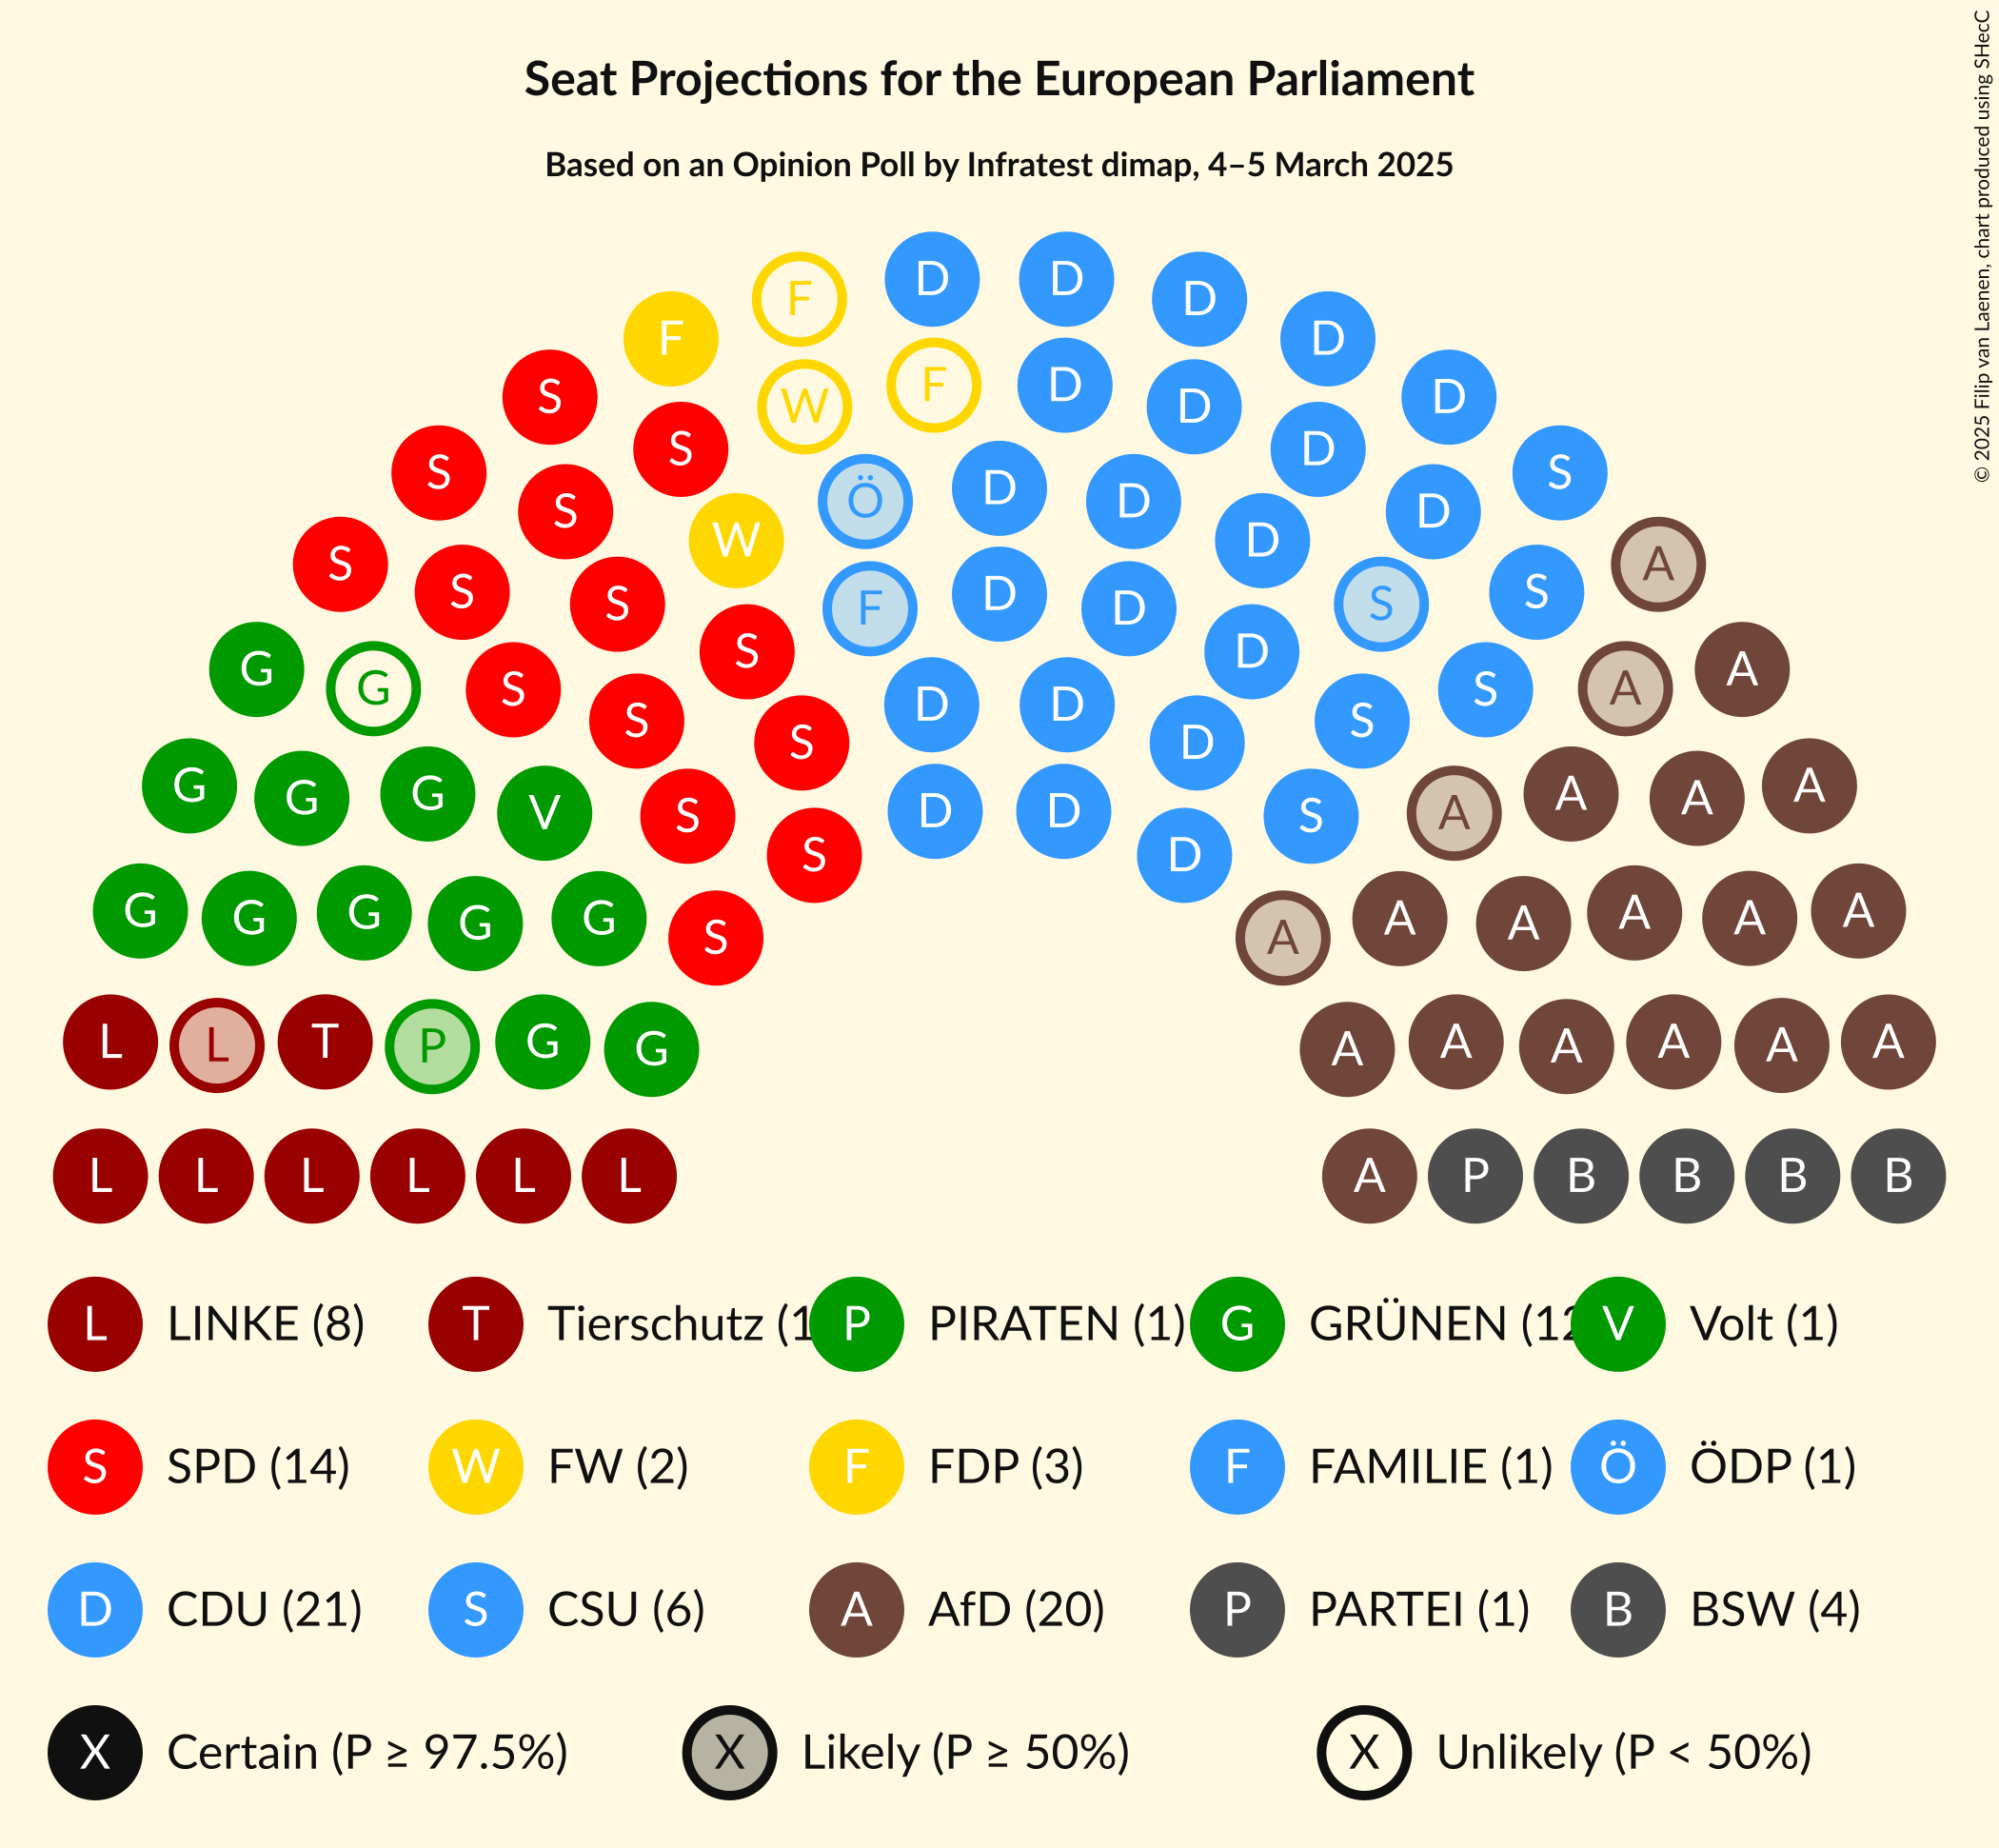 Seat Projections for the European Parliament
Based on an Opinion Poll by Infratest dimap, 4–5 March 2025
© 2025 Filip van Laenen, chart produced using SHecC
D D
F D
F D
F D
S D
W D
S D
S S
D
Ö D
S D
W D
S A
S D S
S S
F D
S D
G A
G S S A
D D
S S
S D
G A
G G A A
V D D A
S S
S D
G G G G G A A A A A
S A
L L T P G G A A A A A A
L L L L L L A P B B B B
L LINKE (8) T Tierschutz (1 P PIRATEN (1) G GRÜNEN (12 V Volt (1)
S SPD (14) W FW (2) F FDP (3) F FAMILIE (1) Ö ÖDP (1)
D CDU (21) S CSU (6) A AfD (20) P PARTEI (1) B BSW (4)
X Certain (P ≥ 97.5%) X Likely (P ≥ 50%) X Unlikely (P < 50%)